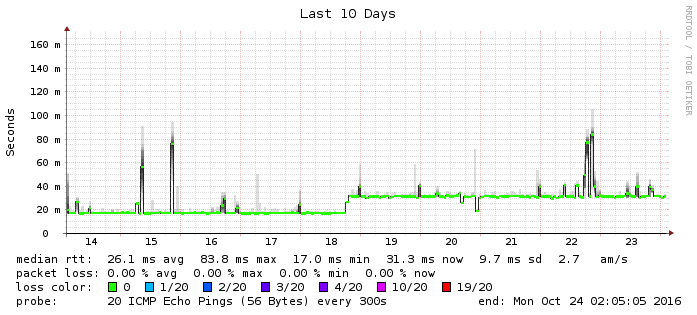 Last 10 Days
RRDTOOL / TOBI OETIKER
Seconds
160 m
140 m
120 m
100 m
80 m
60 m
40 m
20 m
0
14 15 16 17 18 19 20 21 22 23
median rtt: 26.1 ms avg 83.8 ms max 17.0 ms min 31.3 ms now 9.7 ms sd 2.7 am/s
packet loss: 0.00 % avg 0.00 % max 0.00 % min 0.00 % now
loss color: 0 1/20 2/20 3/20 4/20 10/20 19/20
probe: 20 ICMP Echo Pings (56 Bytes) every 300s end: Mon Oct 24 02:05:05 2016